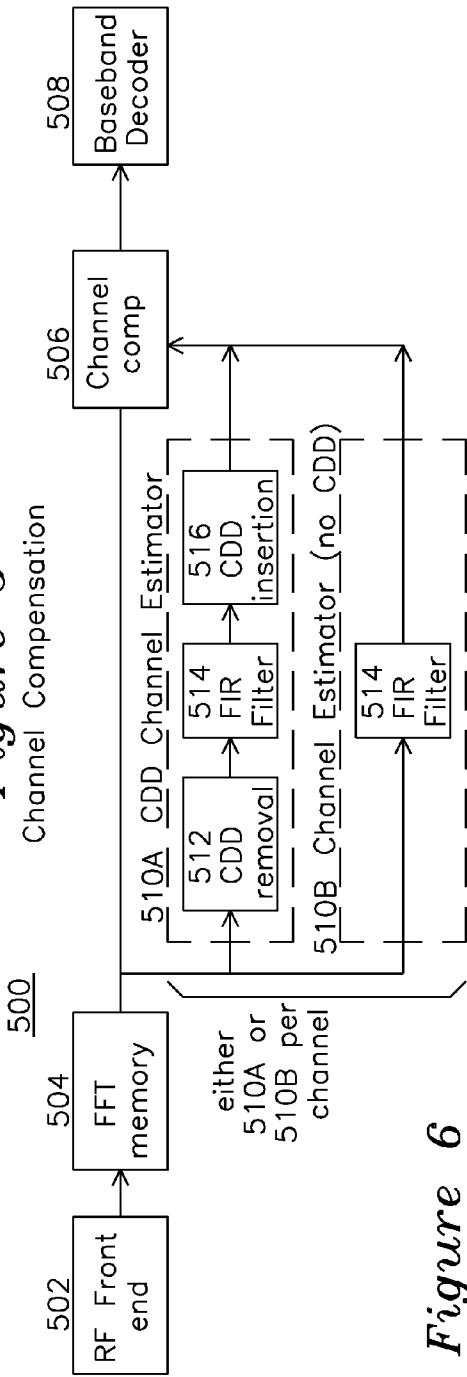 Channel Compensation
500
502
RF Front
end
504
FFT
memory
506
Channel
comp
508
Baseband
Decoder
either
510A or
510B per
channel
510A CDD Channel Estimator
512
CDD
removal
514
FIR
Filter
516
CDD
insertion
510B Channel Estimator (no CDD)
514
FIR
Filter
Figure 6